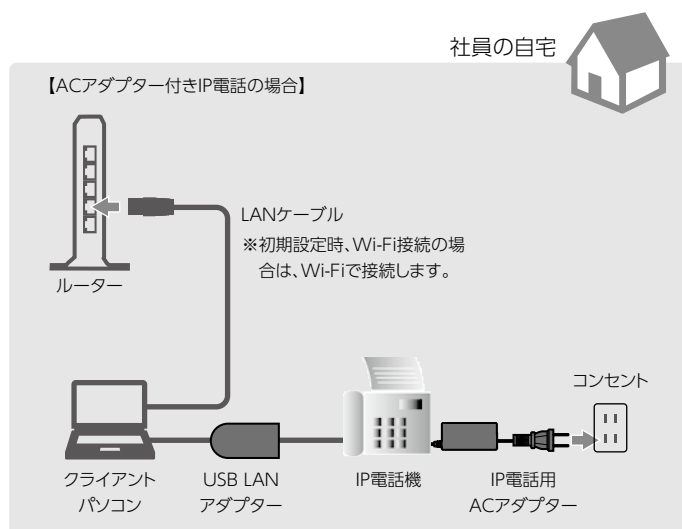 社員の自宅
【ACアダプター付きIP電話の場合】
LANケーブル
※初期設定時、Wi-Fi接続の場
合は、Wi-Fiで接続します。
ルーター
コンセント
クライアント
パソコン
USB LAN
アダプター
IP電話機
IP電話用
ACアダプター